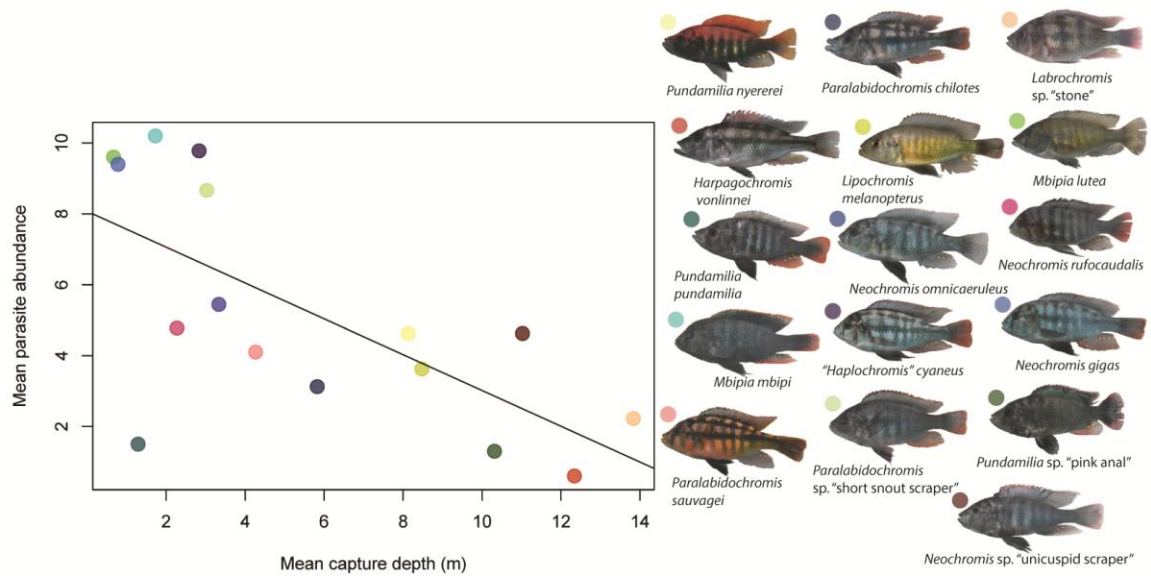 10
8
6
4
2
Mean parasite abundance
2
4
6
8
10
12
14
Mean capture depth (m)
Pundamilia nyererei
Paralabidochromis chilotes
Labrochromis
sp. "stone"
Harpagochromis
vonlinnei
Lipochromis
melanopterus
Mbipia lutea
Pundamilia
pundamilia
Neochromis omnicaeruleus
Neochromis rufocaudalis
Mbipia mbipi
"Haplochromis" cyaneus
Neochromis gigas
Paralabidochromis
sauvagei
Paralabidochromis
sp. "short snout scraper"
Pundamilia sp. "pink anal"
Neochromis sp. "unicuspid scraper"